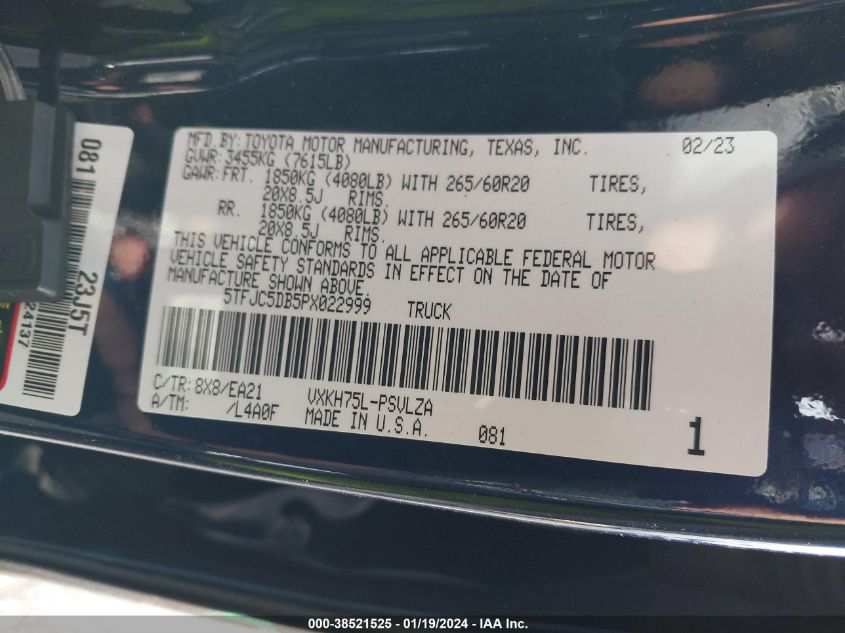 MFD.BY: TOYOTA MOTOR MANUFACTURING, TEXAS, INC. 02/23
GVWR: 3455KG (7615LB)
GAWR: FRT. 1850KG (4080LB) WITH 265/60R20 TIRES,
20X8.5J RIMS.
RR. 1850KG (4080LB) WITH 265/60R20 TIRES,
20X8.5J RIMS.
THIS VEHICLE CONFORMS TO ALL APPLICABLE FEDERAL MOTOR
VEHICLE SAFETY STANDARDS IN EFFECT ON THE DATE OF
MANUFACTURE SHOWN ABOVE.
5TFJC5DB5PX022999 TRUCK
C/TR: 8X8/EA21 VXKH75L-PSVLZA
A/TM: /L4A0F MADE IN U.S.A. 081
1
081
23J5T
24137
000-38521525 - 01/19/2024 - IAA Inc.